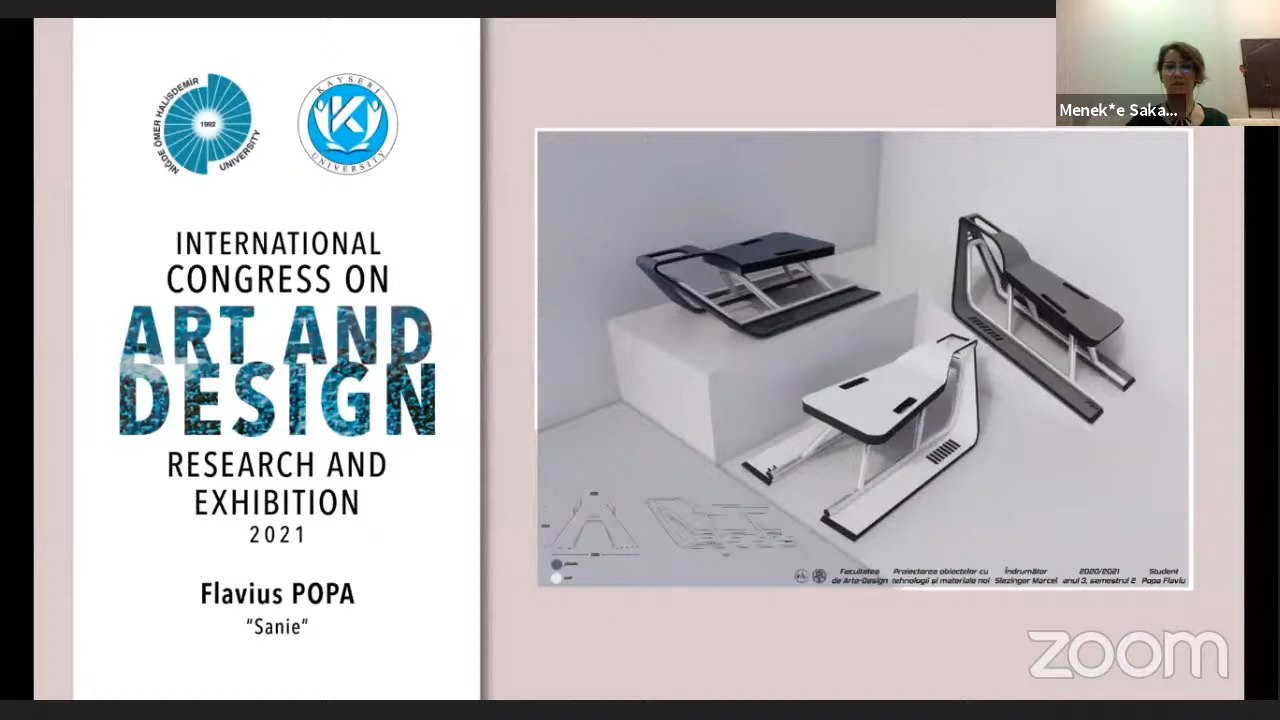 NİĞDE ÖMER HALİSDEMİR
UNIVERSITY
1992
KAYSERİ
UNIVERSITY
INTERNATIONAL
CONGRESS ON
ART AND
DESIGN
RESEARCH AND
EXHIBITION
2021
Flavius POPA
“Sanie”
Menek*e Saka...
Facultatea
de Arte-Design
Proiectarea obiectelor cu
tehnologii și materiale noi
Îndrumător
Slezinger Marcel
2020/2021
anul 3, semestrul 2
Student
Popa Flaviu
zoom